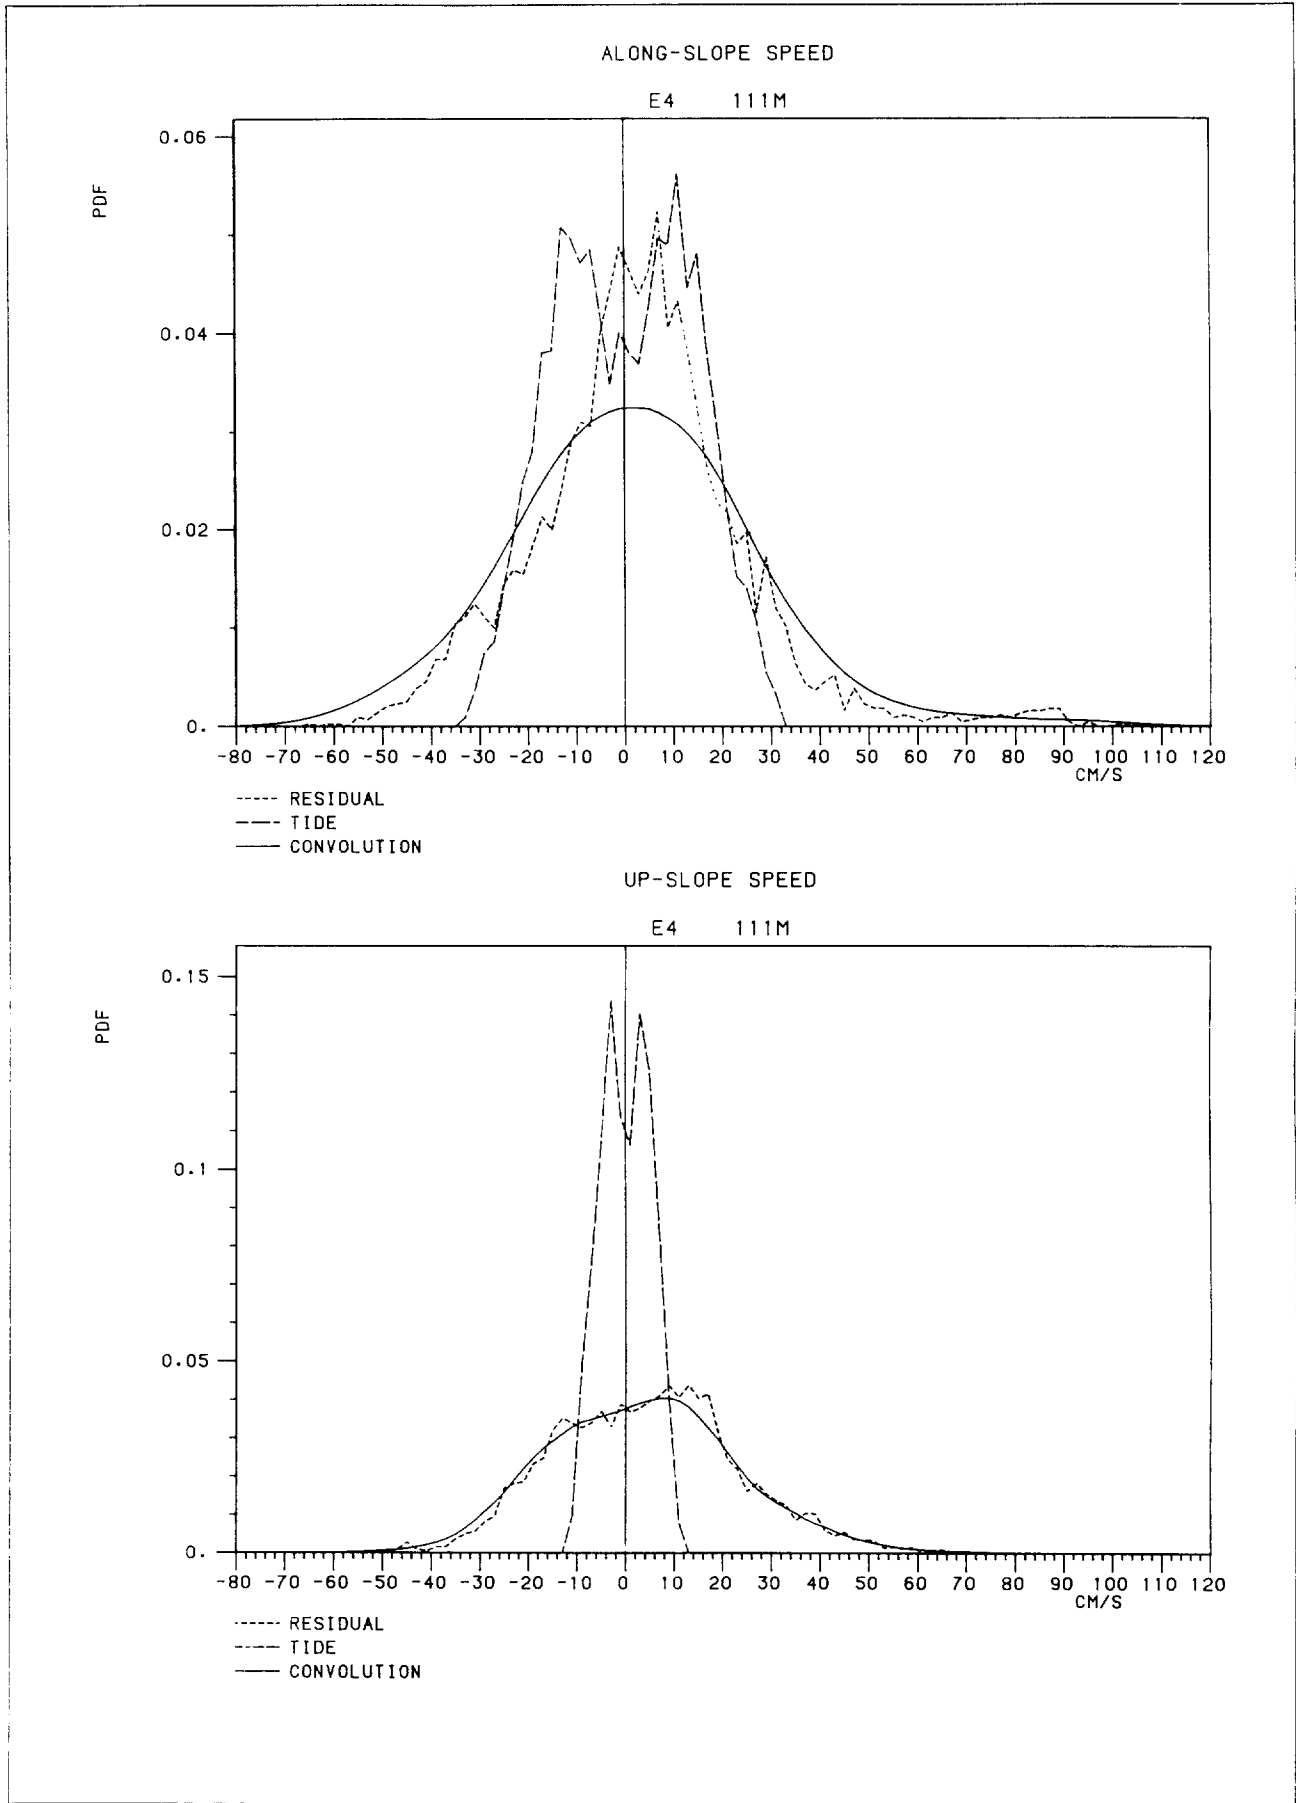 ALONG-SLOPE SPEED
E4 111M
PDF
0.06
0.04
0.02
0.
-80 -70 -60 -50 -40 -30 -20 -10 0 10 20 30 40 50 60 70 80 90 100 110 120
CM/S
RESIDUAL
TIDE
CONVOLUTION
UP-SLOPE SPEED
E4 111M
PDF
0.15
0.1
0.05
0.
-80 -70 -60 -50 -40 -30 -20 -10 0 10 20 30 40 50 60 70 80 90 100 110 120
CM/S
RESIDUAL
TIDE
CONVOLUTION